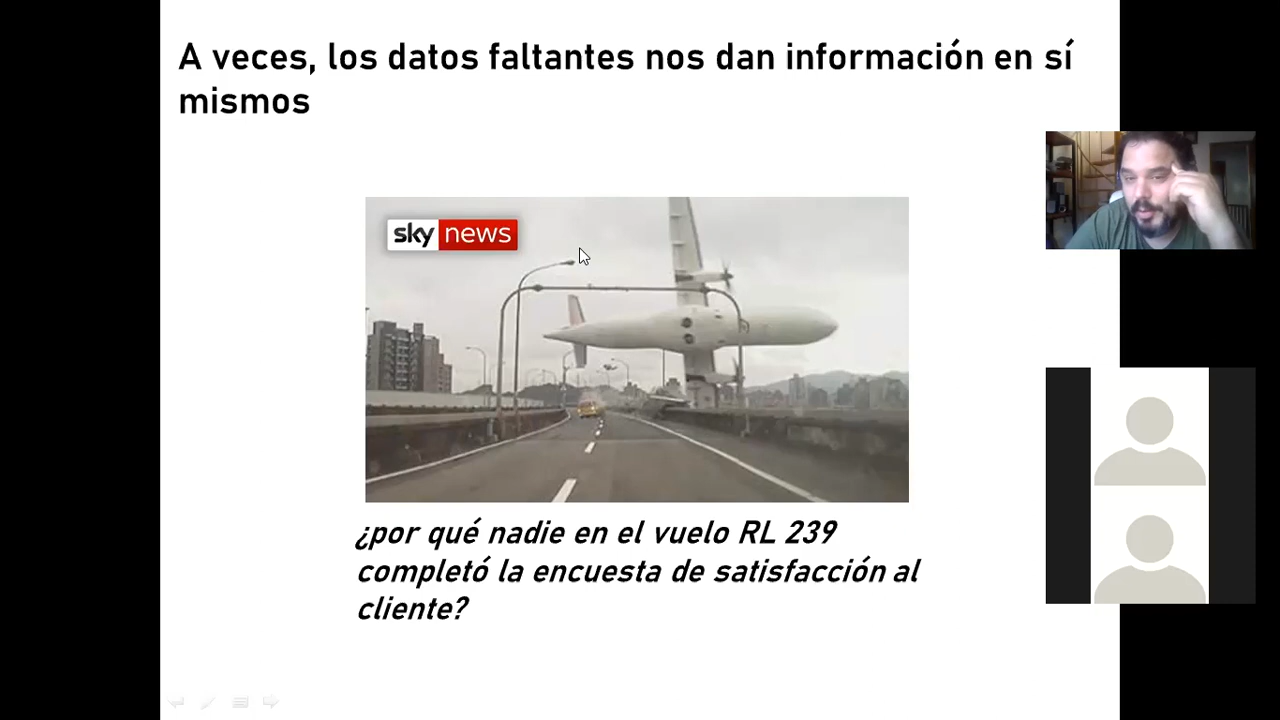 A veces, los datos faltantes nos dan información en sí
mismos
sky news
¿por qué nadie en el vuelo RL 239
completó la encuesta de satisfacción al
cliente?